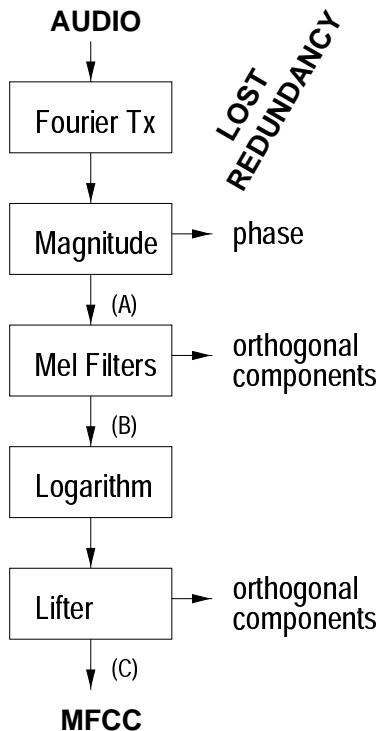 AUDIO
LOST
REDUNDANCY
Fourier Tx
Magnitude
phase
(A)
Mel Filters
orthogonal
components
(B)
Logarithm
Lifter
orthogonal
components
(C)
MFCC